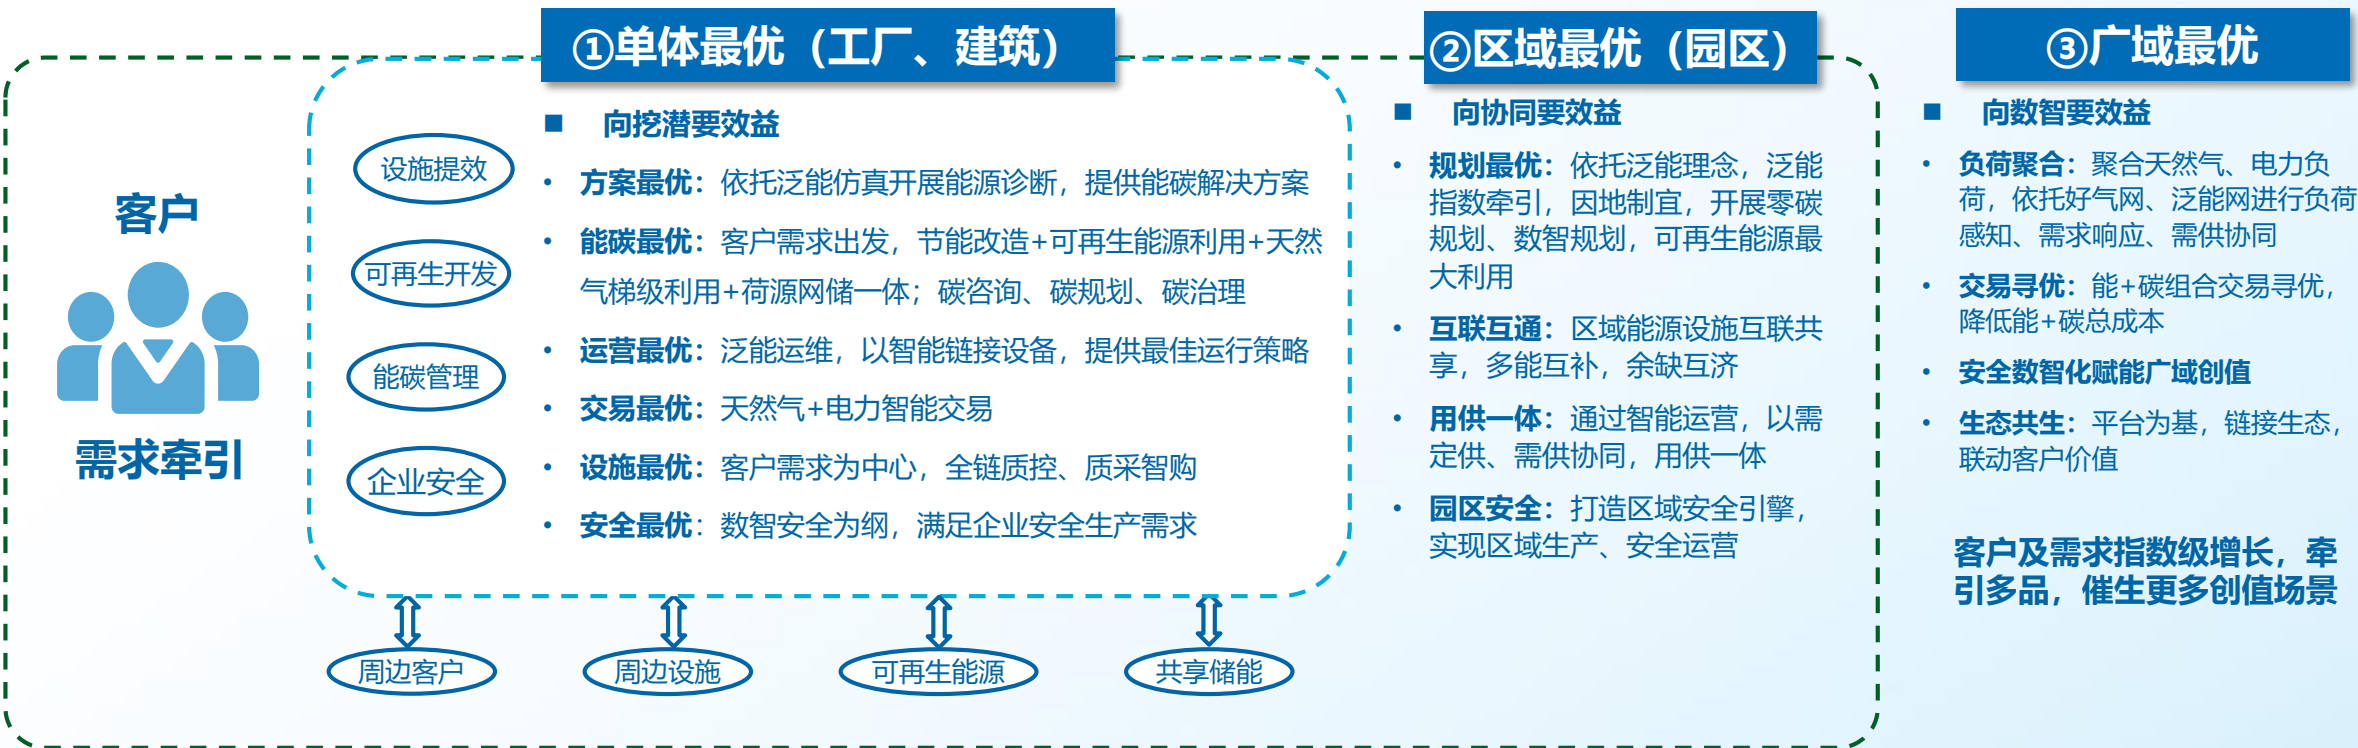 ①单体最优（工厂、建筑）
②区域最优（园区）
③广域最优
客户
需求牵引
设施提效
可再生开发
能碳管理
企业安全
■ 向挖潜要效益
• 方案最优：依托泛能仿真开展能源诊断，提供能碳解决方案
• 能碳最优：客户需求出发，节能改造+可再生能源利用+天然
气梯级利用+荷源网储一体；碳咨询、碳规划、碳治理
• 运营最优：泛能运维，以智能链接设备，提供最佳运行策略
• 交易最优：天然气+电力智能交易
• 设施最优：客户需求为中心，全链质控、质采智购
• 安全最优：数智安全为纲，满足企业安全生产需求
周边客户
周边设施
可再生能源
共享储能
■ 向协同要效益
• 规划最优：依托泛能理念，泛能
指数牵引，因地制宜，开展零碳
规划、数智规划，可再生能源最
大利用
• 互联互通：区域能源设施互联共
享，多能互补，余缺互济
• 用供一体：通过智能运营，以需
定供、需供协同，用供一体
• 园区安全：打造区域安全引擎，
实现区域生产、安全运营
■ 向数智要效益
• 负荷聚合：聚合天然气、电力负
荷，依托好气网、泛能网进行负荷
感知、需求响应、需供协同
• 交易寻优：能+碳组合交易寻优，
降低能+碳总成本
• 安全数智化赋能广域创值
• 生态共生：平台为基，链接生态，
联动客户价值
客户及需求指数级增长，牵
引多品，催生更多创值场景